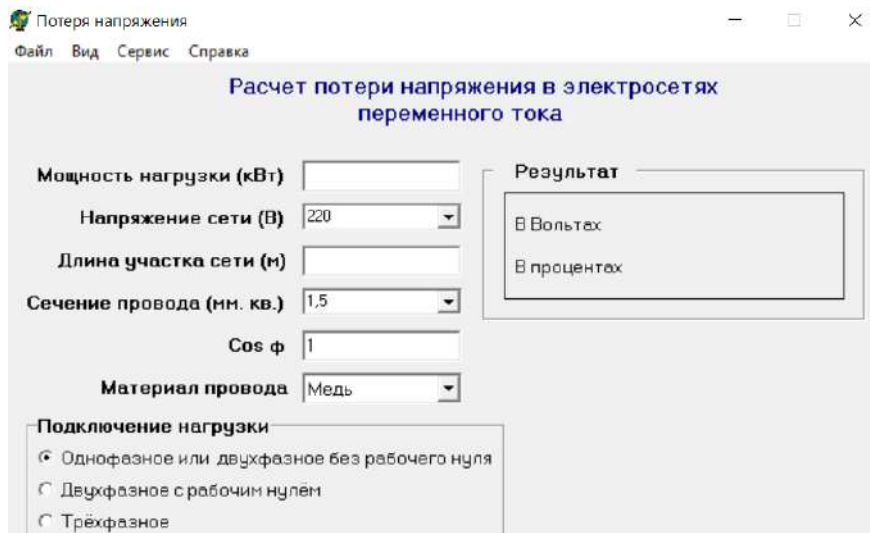 Потеря напряжения
Файл Вид Сервис Справка
Расчет потери напряжения в электросетях
переменного тока
Мощность нагрузки (кВт)
Напряжение сети (В) 220
Длина участка сети (м)
Сечение провода (мм. кв.) 1,5
Cos ф 1
Материал провода Медь
Результат
В Вольтах
В процентах
Подключение нагрузки
Однофазное или двухфазное без рабочего нуля
Двухфазное с рабочим нулём
Трёхфазное